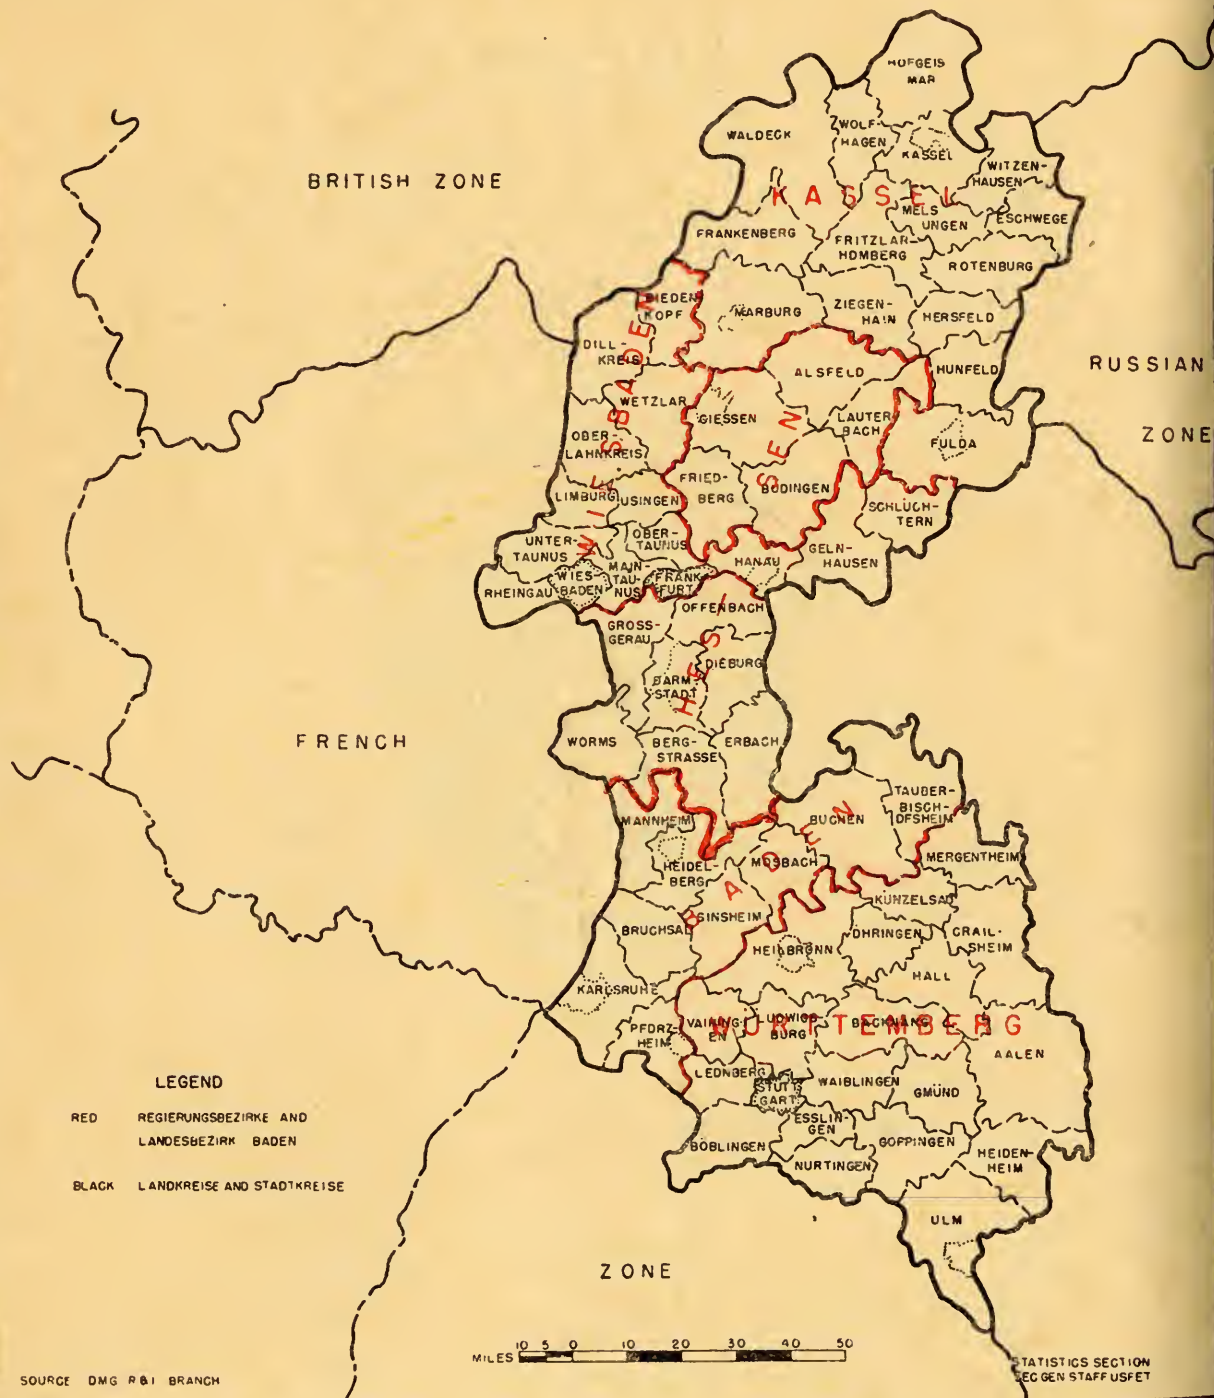 HOFGEIS
MAR
WALDECK
WOLF-
HAGEN
KASSEL
WITZEN-
HAUSEN
BRITISH ZONE
KASSEL
MELS
UNGEN
ESCHWEGE
FRANKENBERG
FRITZLAR-
HOMBERG
ROTENBURG
BIEDEN
KOPF
MARBURG
ZIEGEN-
HAIN
HERSFELD
DILL-
KREIS
ALSFELD
HUNFELD
RUSSIAN
ZONE
WIESBADEN
WETZLAR
GIESSEN
LAUTER
BACH
FULDA
OBER-
LAHNKREIS
FRIED-
BERG
BÜDINGEN
LIMBURG
USINGEN
SCHLÜCH-
TERN
UNTER-
TAUNUS
OBER-
TAUNUS
HANAU
GELN-
HAUSEN
RHEINGAU
WIES-
BADEN
MAIN-
TAU-
NUS
FRANK
FURT
OFFENBACH
HESSEN
GROSS-
GERAU
DIEBURG
DARM
STADT
FRENCH
WORMS
BERG-
STRASSE
ERBACH
TAUBER-
BISCH-
OFSHEIM
BUCHEN
MANNHEIM
BADEN
MOSBACH
MERGENTHEIM
HEIDEL-
BERG
KÜNZELSAU
SINSHEIM
BRUCHSAL
HEILBRONN
ÖHRINGEN
CRAIL-
SHEIM
HALL
KARLSRUHE
PFORZ-
HEIM
VAIHING-
EN
LUDWIGS-
BURG
BACKNANG
WÜRTTEMBERG
AALEN
LEONBERG
STUTT
GART
WAIBLINGEN
GMÜND
ESSLIN-
GEN
BÖBLINGEN
GÖPPINGEN
NURTINGEN
HEIDEN-
HEIM
ULM
LEGEND
RED REGIERUNGSBEZIRKE AND
LANDESBEZIRK BADEN
BLACK LANDKREISE AND STADTKREISE
ZONE
10 5 0 10 20 30 40 50
MILES
SOURCE DMG R&I BRANCH
STATISTICS SECTION
SEC GEN STAFF USFET